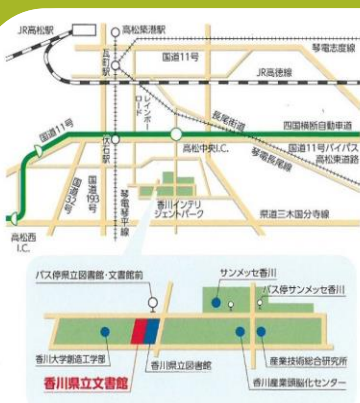 JR高松駅
高松築港駅
瓦町駅
国道11号
琴電志度線
JR高徳線
レインボーロード
長尾街道
四国横断自動車道
国道11号
伏石駅
高松中央I.C.
国道11号バイパス
高松東道路
琴電長尾線
国道32号
国道193号
琴電琴平線
香川インテリジェントパーク
県道三木国分寺線
高松西I.C.
バス停県立図書館・文書館前
サンメッセ香川
バス停サンメッセ香川
香川大学創造工学部
香川県立図書館
産業技術総合研究所
香川県立文書館
香川産業頭脳化センター